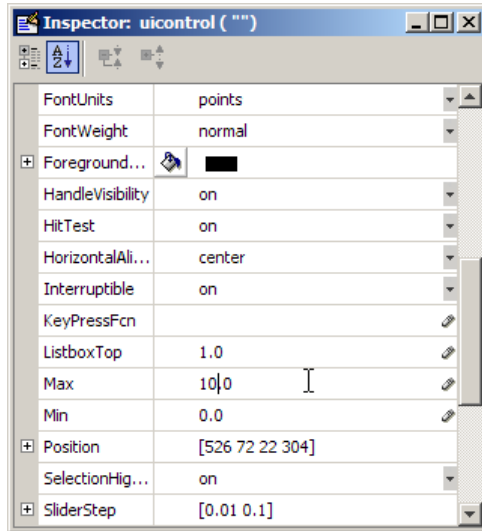 Inspector: uicontrol ( "")
FontUnits points
FontWeight normal
Foreground...
HandleVisibility on
HitTest on
HorizontalAli... center
Interruptible on
KeyPressFcn
ListboxTop 1.0
Max 10.0
Min 0.0
Position [526 72 22 304]
SelectionHig... on
SliderStep [0.01 0.1]